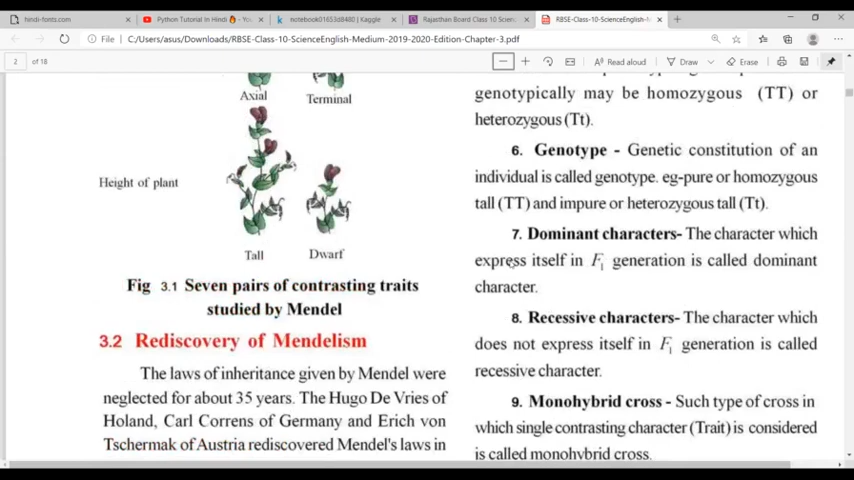 hindi-fonts.com
Python Tutorial In Hindi
notebook01653d8480 | Kaggle
Rajasthan Board Class 10 Scien
RBSE-Class-10-ScienceEnglish-M
File
C:/Users/asus/Downloads/RBSE-Class-10-ScienceEnglish-Medium-2019-2020-Edition-Chapter-3.pdf
2 of 18
Read aloud
Draw
Erase
Axial
Terminal
Height of plant
Tall
Dwarf
Fig 3.1 Seven pairs of contrasting traits
studied by Mendel
3.2 Rediscovery of Mendelism
The laws of inheritance given by Mendel were
neglected for about 35 years. The Hugo De Vries of
Holand, Carl Correns of Germany and Erich von
Tschermak of Austria rediscovered Mendel's laws in
genotypically may be homozygous (TT) or
heterozygous (Tt).
6. Genotype - Genetic constitution of an
individual is called genotype. eg-pure or homozygous
tall (TT) and impure or heterozygous tall (Tt).
7. Dominant characters- The character which
express itself in F1 generation is called dominant
character.
8. Recessive characters- The character which
does not express itself in F1 generation is called
recessive character.
9. Monohybrid cross - Such type of cross in
which single contrasting character (Trait) is considered
is called monohybrid cross.